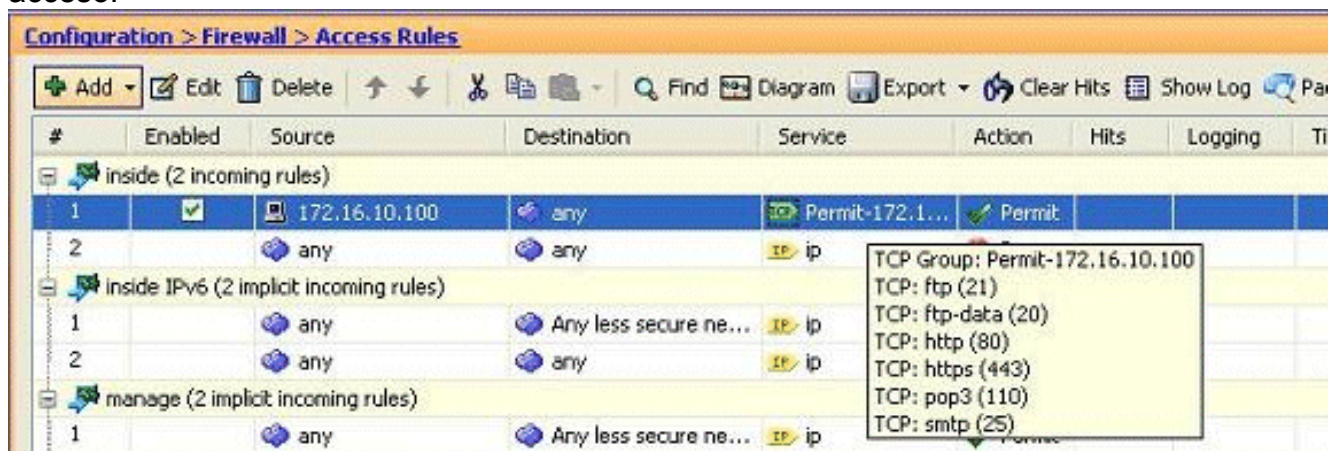 Configuration > Firewall > Access Rules
Add Edit Delete Find Diagram Export Clear Hits Show Log
# Enabled Source Destination Service Action Hits Logging
inside (2 incoming rules)
1 172.16.10.100 any Permit-172.1... Permit
2 any any ip
TCP Group: Permit-172.16.10.100
TCP: ftp (21)
TCP: ftp-data (20)
TCP: http (80)
TCP: https (443)
TCP: pop3 (110)
TCP: smtp (25)
inside IPv6 (2 implicit incoming rules)
1 any Any less secure ne... ip
2 any any ip
manage (2 implicit incoming rules)
1 any Any less secure ne... ip